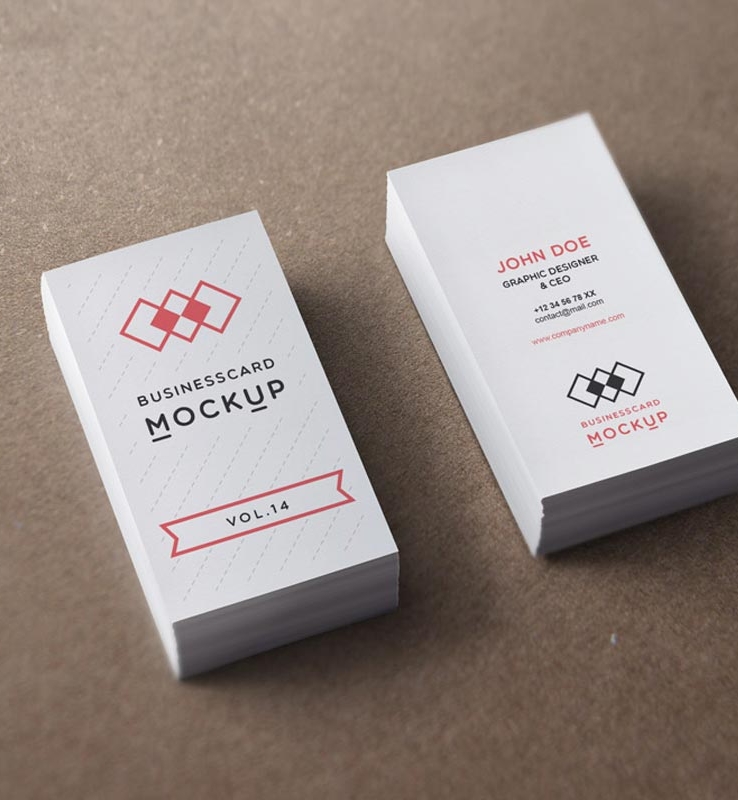 BUSINESSCARD
MOCKUP
VOL.14
JOHN DOE
GRAPHIC DESIGNER
& CEO
+12 34 56 78 XX
contact@mail.com
www.companyname.com
BUSINESSCARD
MOCKUP